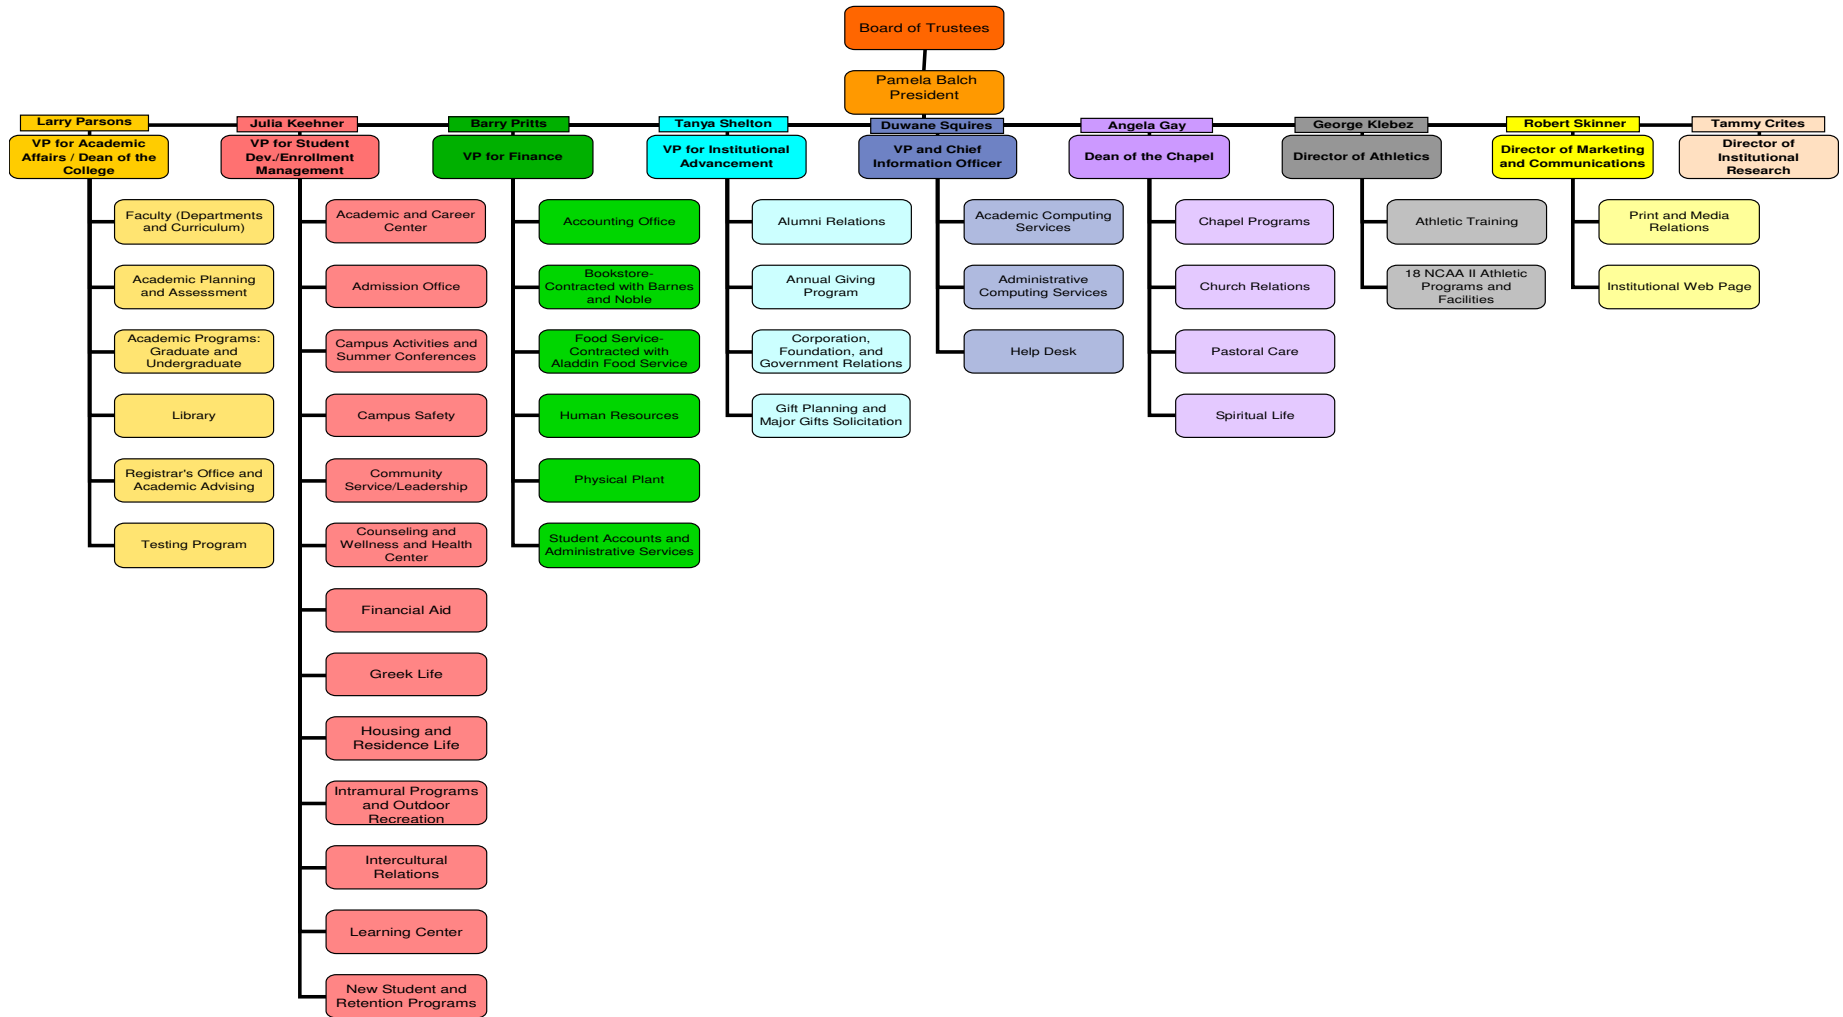 Board of Trustees
Pamela Balch
President
Larry Parsons
VP for Academic
Affairs / Dean of the
College
Faculty (Departments
and Curriculum)
Academic Planning
and Assessment
Academic Programs:
Graduate and
Undergraduate
Library
Registrar's Office and
Academic Advising
Testing Program
Julia Keehner
VP for Student
Dev./Enrollment
Management
Academic and Career
Center
Admission Office
Campus Activities and
Summer Conferences
Campus Safety
Community
Service/Leadership
Counseling and
Wellness and Health
Center
Financial Aid
Greek Life
Housing and
Residence Life
Intramural Programs
and Outdoor
Recreation
Intercultural
Relations
Learning Center
New Student and
Retention Programs
Barry Pritts
VP for Finance
Accounting Office
Bookstore-
Contracted with Barnes
and Noble
Food Service-
Contracted with
Aladdin Food Service
Human Resources
Physical Plant
Student Accounts and
Administrative Services
Tanya Shelton
VP for Institutional
Advancement
Alumni Relations
Annual Giving
Program
Corporation,
Foundation, and
Government Relations
Gift Planning and
Major Gifts Solicitation
Duwane Squires
VP and Chief
Information Officer
Academic Computing
Services
Administrative
Computing Services
Help Desk
Angela Gay
Dean of the Chapel
Chapel Programs
Church Relations
Pastoral Care
Spiritual Life
George Klebez
Director of Athletics
Athletic Training
18 NCAA II Athletic
Programs and
Facilities
Robert Skinner
Director of Marketing
and Communications
Print and Media
Relations
Institutional Web Page
Tammy Crites
Director of
Institutional
Research